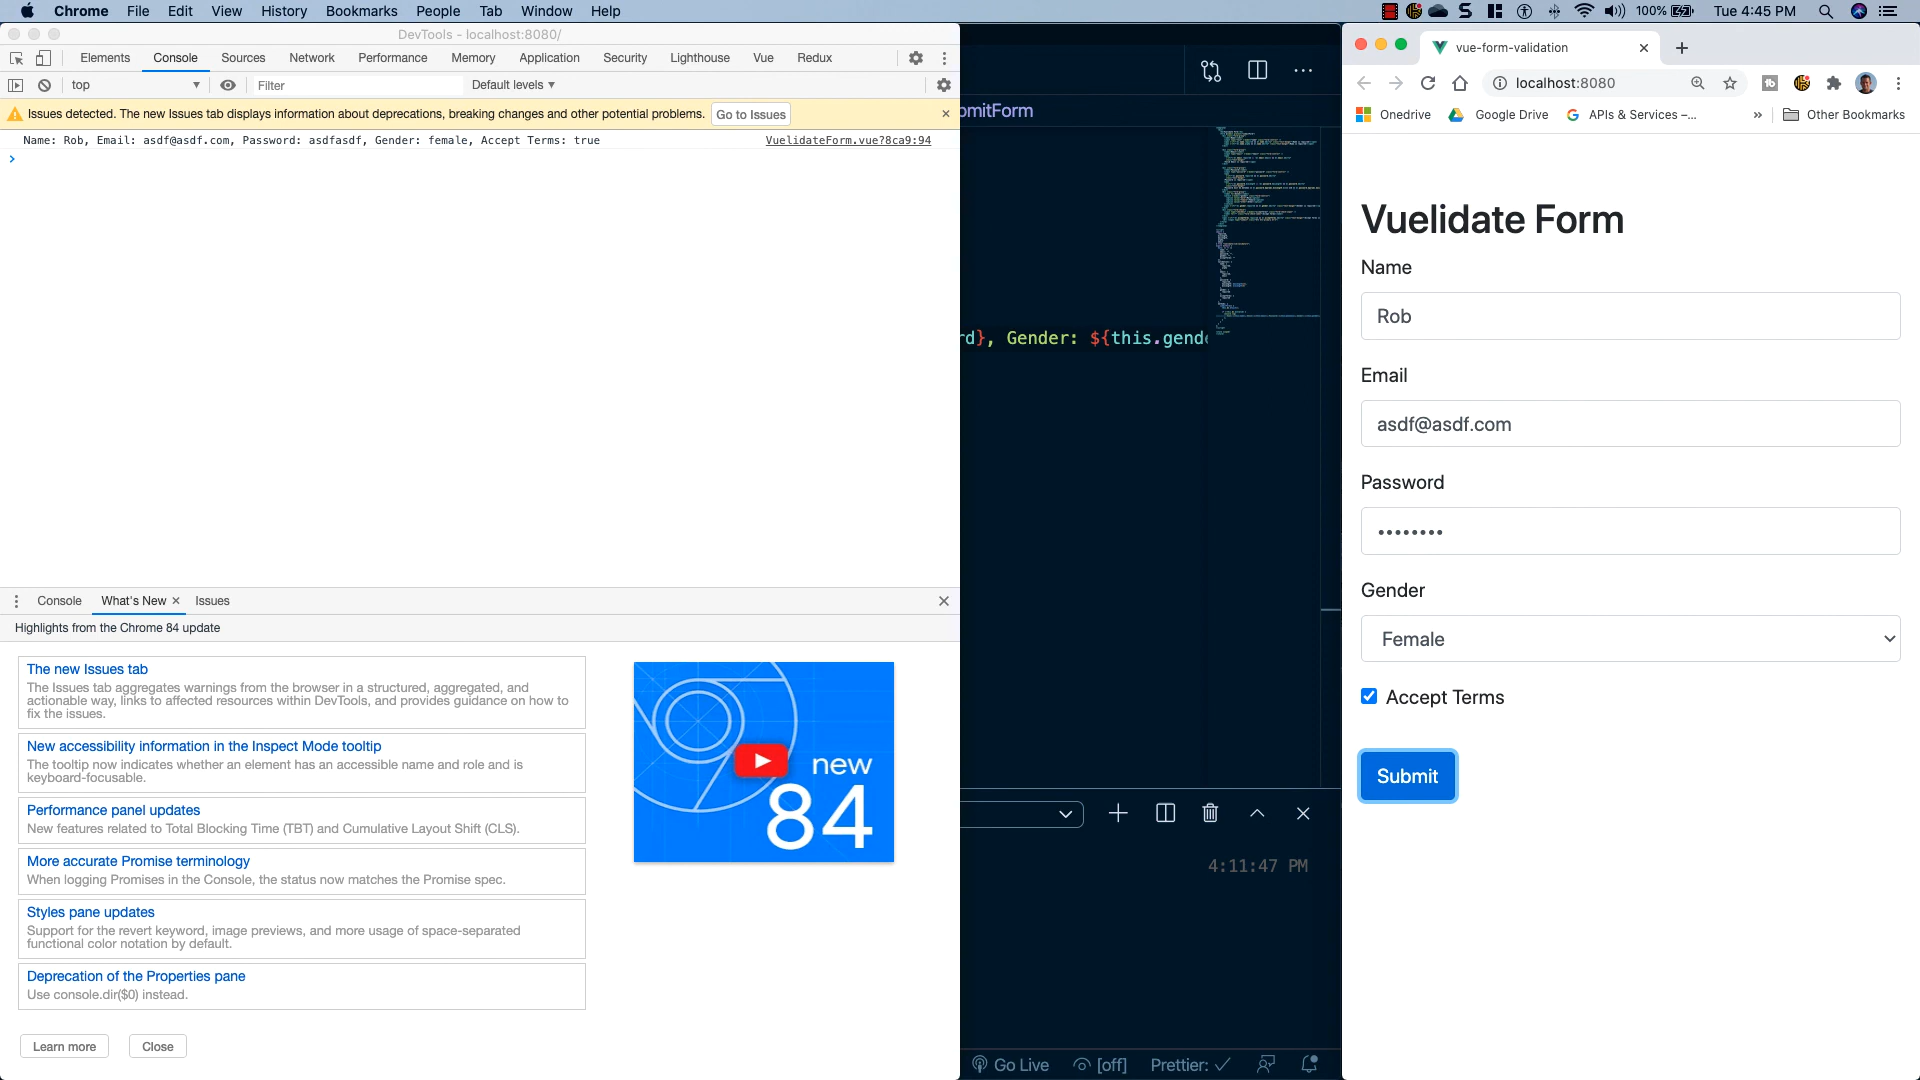 Chrome File Edit View History Bookmarks People Tab Window Help
100% Tue 4:45 PM
DevTools - localhost:8080/
Elements Console Sources Network Performance Memory Application Security Lighthouse Vue Redux
top Filter Default levels
Issues detected. The new Issues tab displays information about deprecations, breaking changes and other potential problems. Go to Issues
Name: Rob, Email: asdf@asdf.com, Password: asdfasdf, Gender: female, Accept Terms: true VuelidateForm.vue?8ca9:94
Console What's New Issues
Highlights from the Chrome 84 update
The new Issues tab
The Issues tab aggregates warnings from the browser in a structured, aggregated, and
actionable way, links to affected resources within DevTools, and provides guidance on how to
fix the issues.
New accessibility information in the Inspect Mode tooltip
The tooltip now indicates whether an element has an accessible name and role and is
keyboard-focusable.
Performance panel updates
New features related to Total Blocking Time (TBT) and Cumulative Layout Shift (CLS).
More accurate Promise terminology
When logging Promises in the Console, the status now matches the Promise spec.
Styles pane updates
Support for the revert keyword, image previews, and more usage of space-separated
functional color notation by default.
Deprecation of the Properties pane
Use console.dir($0) instead.
Learn more Close
new
84
omitForm
rd}, Gender: ${this.gende
4:11:47 PM
Go Live [off] Prettier: ✓
vue-form-validation
localhost:8080
Onedrive Google Drive APIs & Services –... » Other Bookmarks
Vuelidate Form
Name
Rob
Email
asdf@asdf.com
Password
••••••••
Gender
Female
Accept Terms
Submit